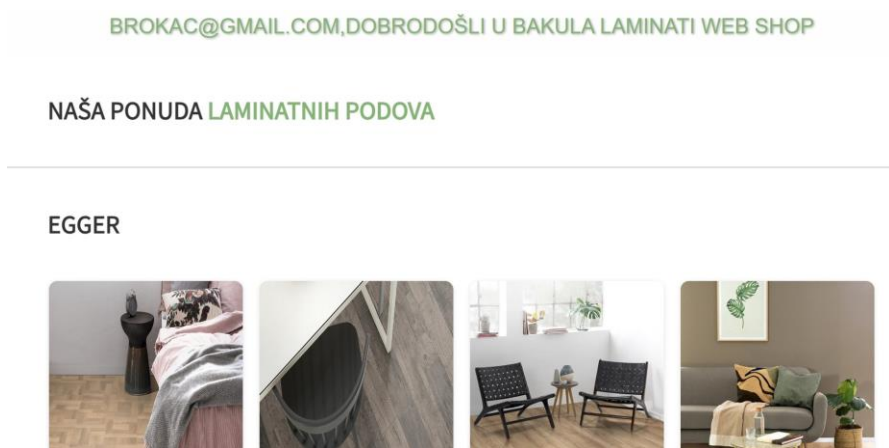 BROKAC@GMAIL.COM,DOBRODOŠLI U BAKULA LAMINATI WEB SHOP
NAŠA PONUDA LAMINATNIH PODOVA
EGGER